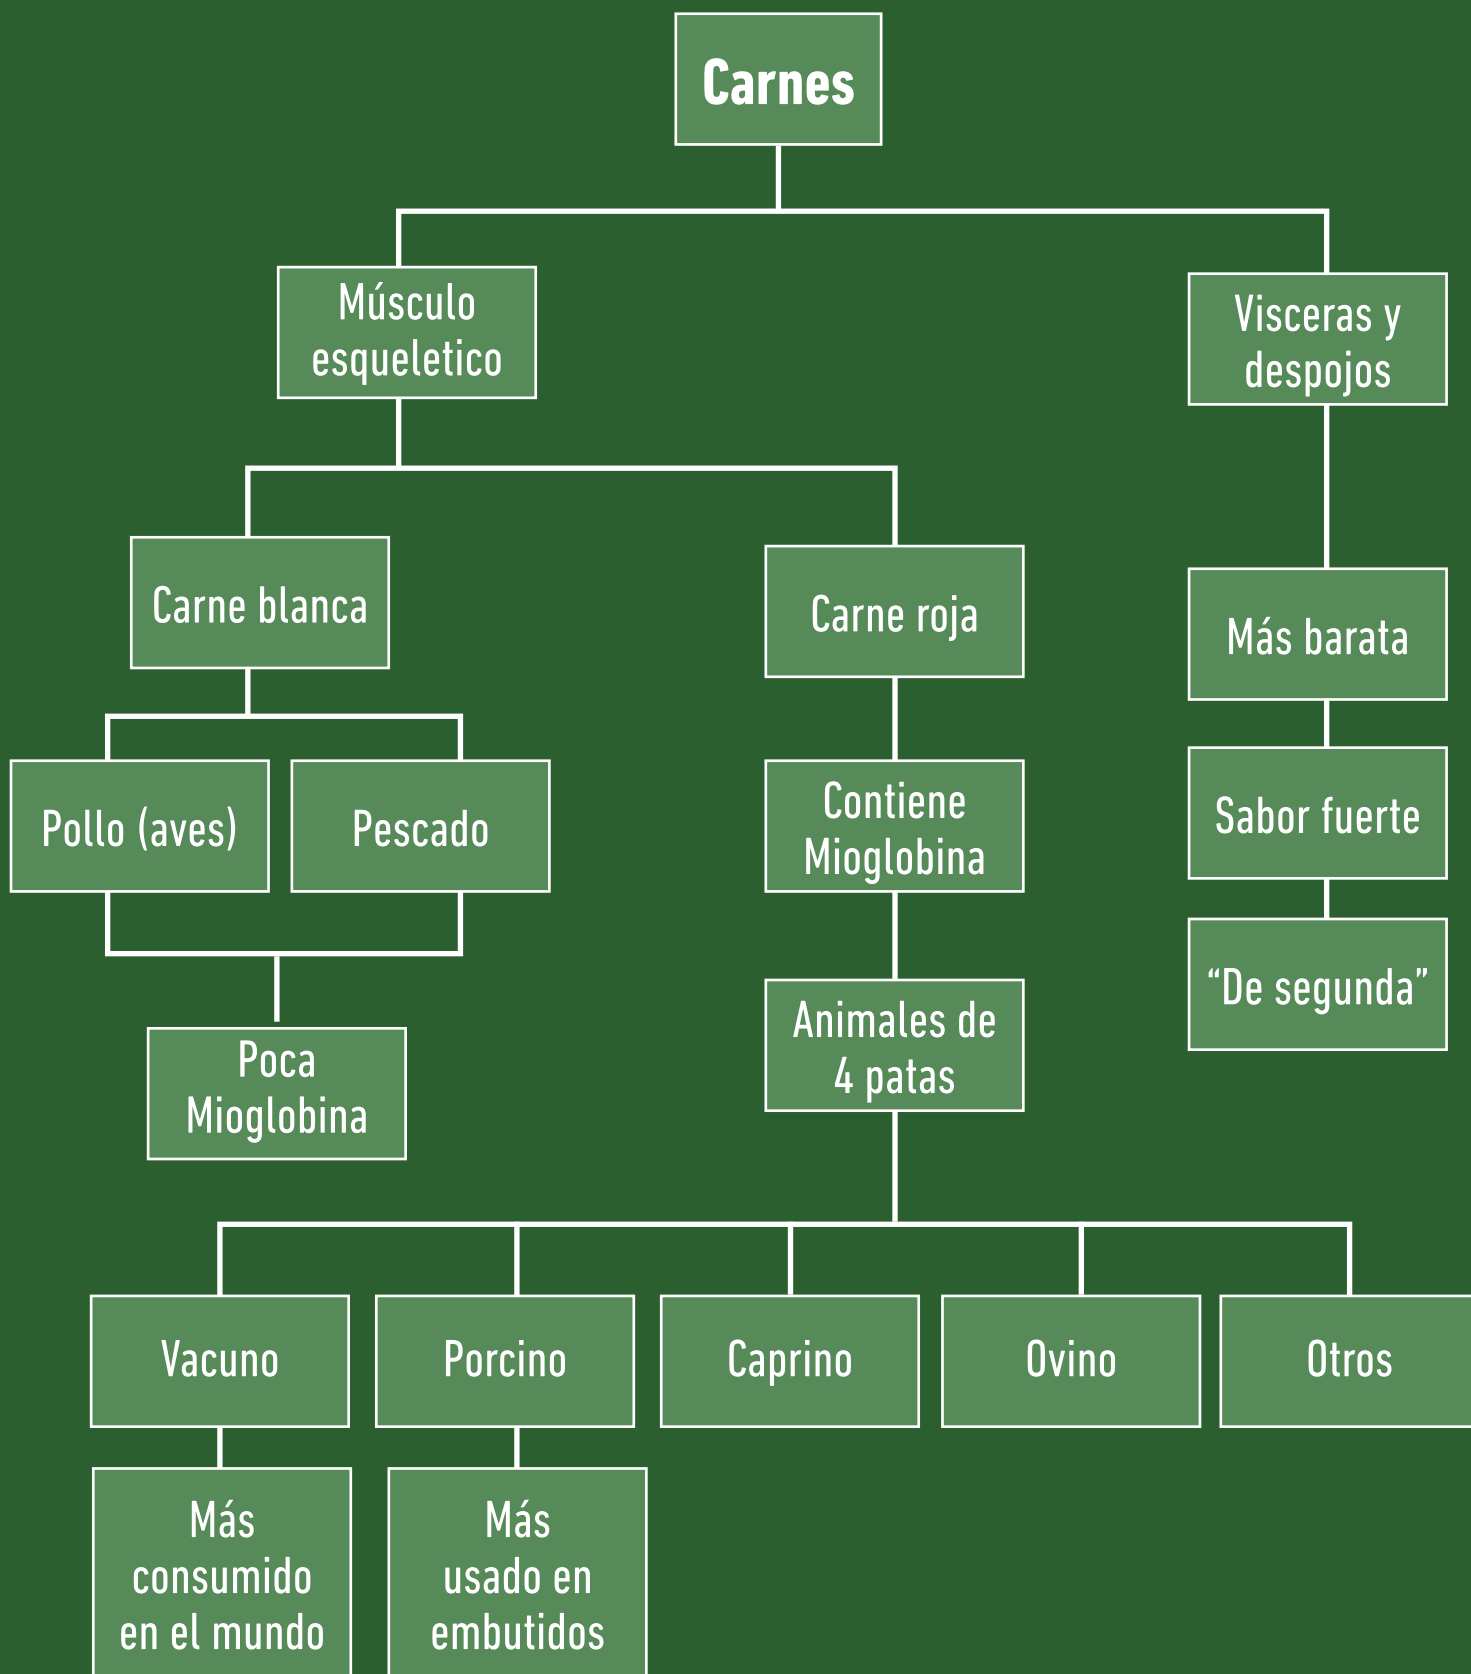 Carnes
Músculo
esqueletico
Visceras y
despojos
Carne blanca
Carne roja
Más barata
Pollo (aves)
Pescado
Contiene
Mioglobina
Sabor fuerte
“De segunda”
Poca
Mioglobina
Animales de
4 patas
Vacuno
Porcino
Caprino
Ovino
Otros
Más
consumido
en el mundo
Más
usado en
embutidos